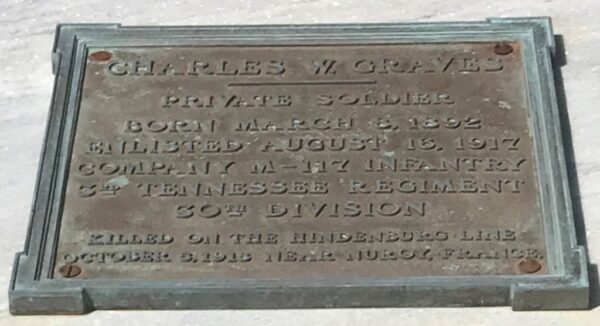 CHARLES W. GRAVES
PRIVATE SOLDIER
BORN MARCH 8, 1892
ENLISTED AUGUST 16, 1917
COMPANY M-117 INFANTRY
3RD TENNESSEE REGIMENT
30TH DIVISION
KILLED ON THE HINDENBURG LINE
OCTOBER 5, 1918 NEAR NUROY, FRANCE.